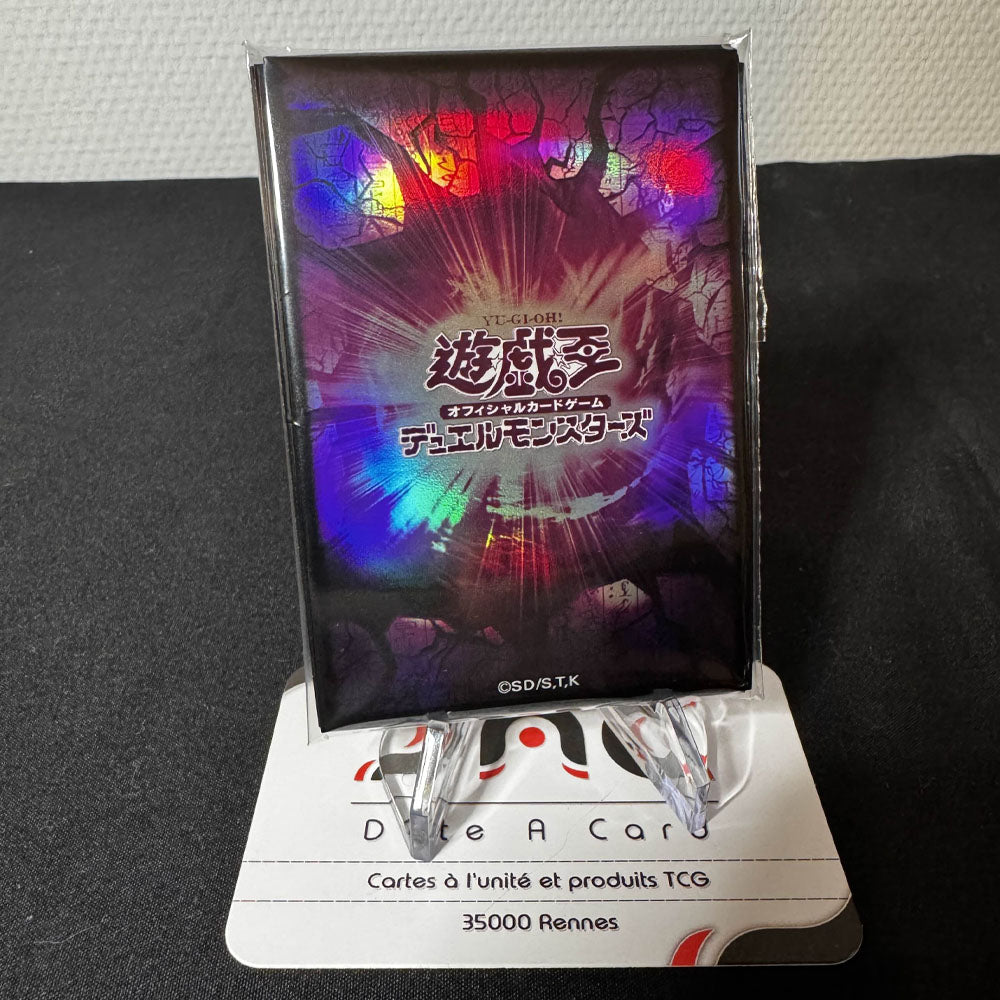 YU-GI-OH!
遊戯王
オフィシャルカードゲーム
デュエルモンスターズ
©SD/S,T,K
Date A Card
Cartes à l'unité et produits TCG
35000 Rennes